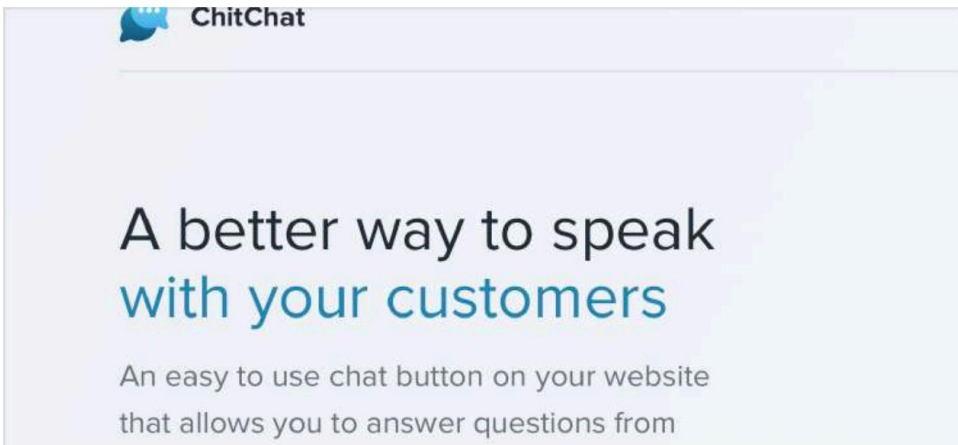 ChitChat
A better way to speak
with your customers
An easy to use chat button on your website
that allows you to answer questions from